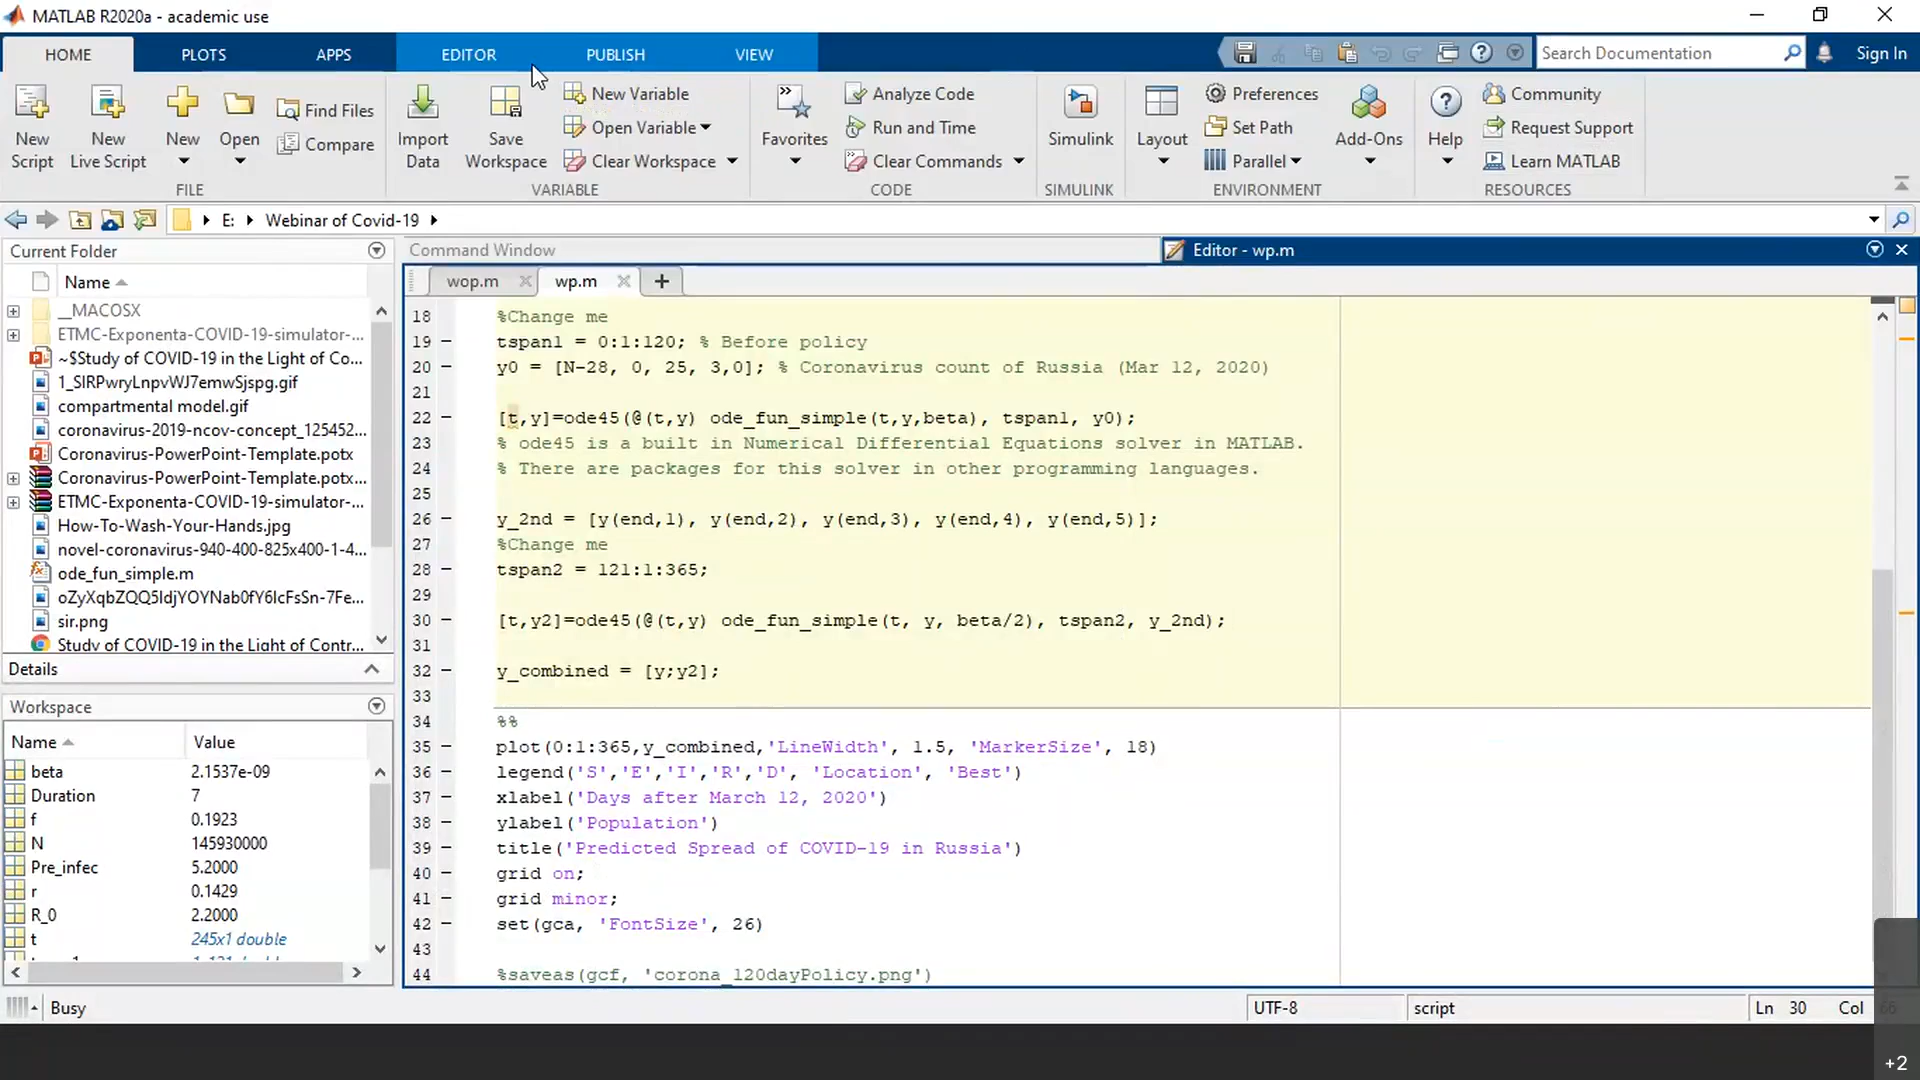 MATLAB R2020a - academic use
HOME PLOTS APPS EDITOR PUBLISH VIEW
Search Documentation
Sign In
New Script
New Live Script
New
Open
Find Files
Compare
FILE
Import Data
Save Workspace
New Variable
Open Variable
Clear Workspace
VARIABLE
Favorites
Analyze Code
Run and Time
Clear Commands
CODE
Simulink
SIMULINK
Layout
Preferences
Set Path
Parallel
Add-Ons
ENVIRONMENT
Help
Community
Request Support
Learn MATLAB
RESOURCES
E: Webinar of Covid-19
Current Folder
Name
__MACOSX
ETMC-Exponenta-COVID-19-simulator-...
~$Study of COVID-19 in the Light of Co...
1_SIRPwryLnpvWJ7emwSjspg.gif
compartmental model.gif
coronavirus-2019-ncov-concept_125452...
Coronavirus-PowerPoint-Template.potx
Coronavirus-PowerPoint-Template.potx...
ETMC-Exponenta-COVID-19-simulator-...
How-To-Wash-Your-Hands.jpg
novel-coronavirus-940-400-825x400-1-4...
ode_fun_simple.m
oZyXqbZQQ5IdjYOYNab0fY6IcFsSn-7Fe...
sir.png
Study of COVID-19 in the Light of Contr...
Details
Workspace
Name Value
beta 2.1537e-09
Duration 7
f 0.1923
N 145930000
Pre_infec 5.2000
r 0.1429
R_0 2.2000
t 245x1 double
Command Window
Editor - wp.m
wop.m wp.m
18 %Change me
19 – tspan1 = 0:1:120; % Before policy
20 – y0 = [N-28, 0, 25, 3,0]; % Coronavirus count of Russia (Mar 12, 2020)
21
22 – [t,y]=ode45(@(t,y) ode_fun_simple(t,y,beta), tspan1, y0);
23 % ode45 is a built in Numerical Differential Equations solver in MATLAB.
24 % There are packages for this solver in other programming languages.
25
26 – y_2nd = [y(end,1), y(end,2), y(end,3), y(end,4), y(end,5)];
27 %Change me
28 – tspan2 = 121:1:365;
29
30 – [t,y2]=ode45(@(t,y) ode_fun_simple(t, y, beta/2), tspan2, y_2nd);
31
32 – y_combined = [y;y2];
33
34 %%
35 – plot(0:1:365,y_combined,'LineWidth', 1.5, 'MarkerSize', 18)
36 – legend('S','E','I','R','D', 'Location', 'Best')
37 – xlabel('Days after March 12, 2020')
38 – ylabel('Population')
39 – title('Predicted Spread of COVID-19 in Russia')
40 – grid on;
41 – grid minor;
42 – set(gca, 'FontSize', 26)
43
44 %saveas(gcf, 'corona_120dayPolicy.png')
Busy
UTF-8
script
Ln 30 Col
+2